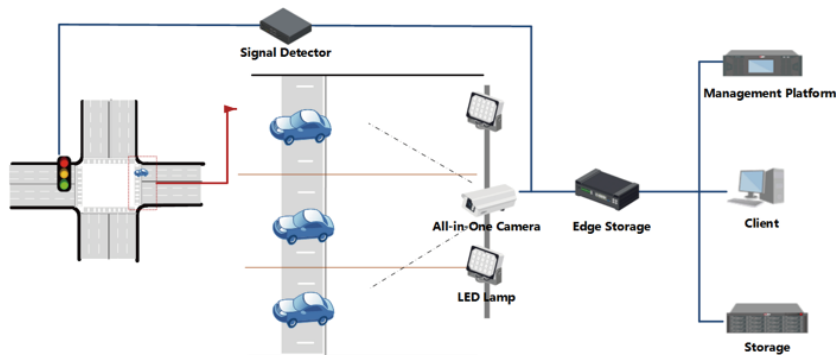 Signal Detector
Management Platform
All-in-One Camera
Edge Storage
Client
LED Lamp
Storage